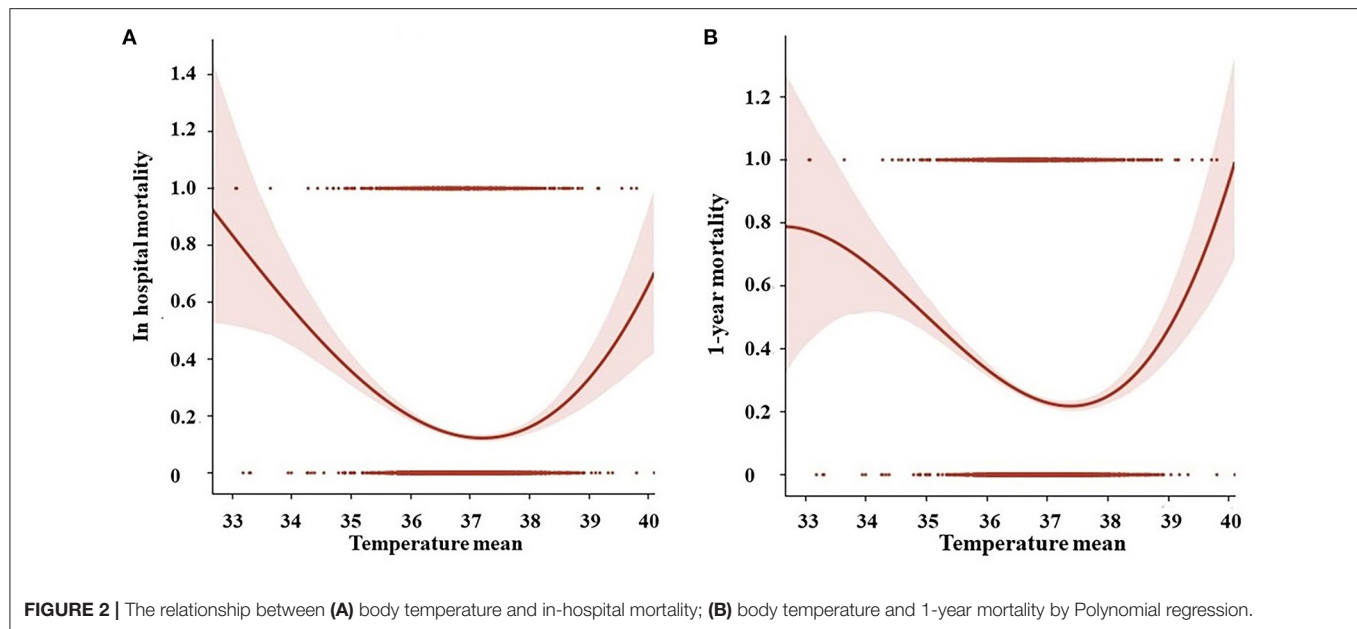 A
B
1.4
1.2
1.0
0.8
0.6
0.4
0.2
0
In hospital mortality
33 34 35 36 37 38 39 40
Temperature mean
1.2
1.0
0.8
0.6
0.4
0.2
0
1-year mortality
33 34 35 36 37 38 39 40
Temperature mean
FIGURE 2 | The relationship between (A) body temperature and in-hospital mortality; (B) body temperature and 1-year mortality by Polynomial regression.